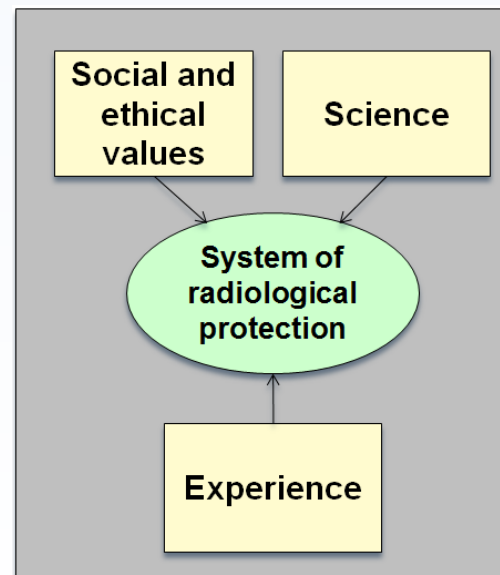 Social and
ethical
values
Science
System of
radiological
protection
Experience